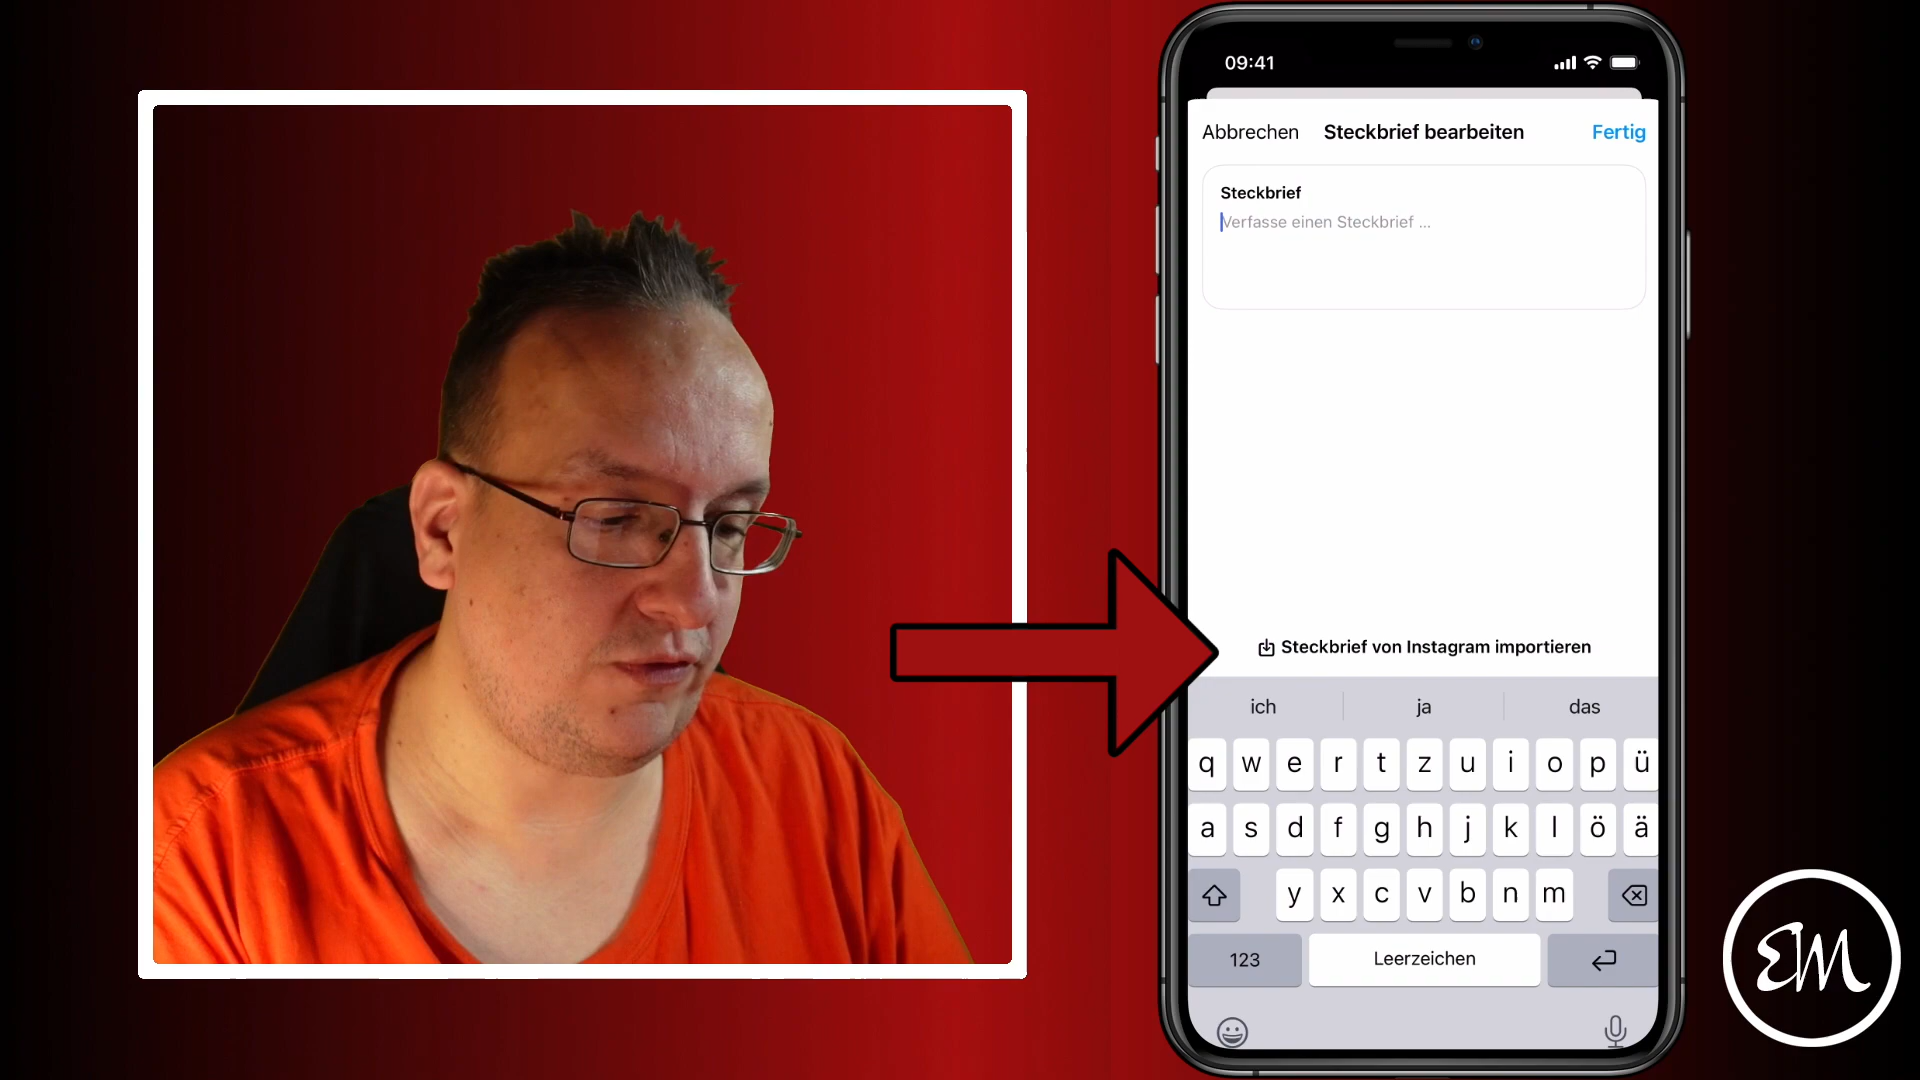 09:41
Abbrechen Steckbrief bearbeiten Fertig
Steckbrief
Verfasse einen Steckbrief ...
Steckbrief von Instagram importieren
ich ja das
q w e r t z u i o p ü
a s d f g h j k l ö ä
y x c v b n m
123 Leerzeichen
EM